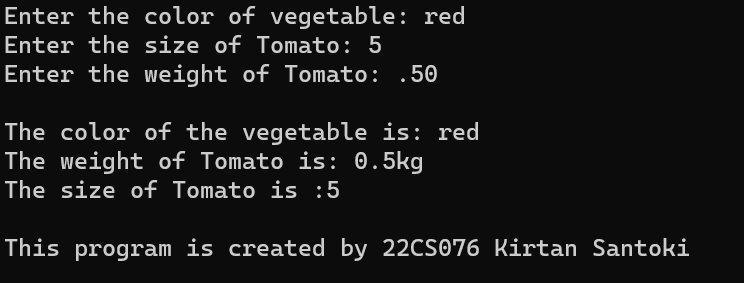 Enter the color of vegetable: red
Enter the size of Tomato: 5
Enter the weight of Tomato: .50
The color of the vegetable is: red
The weight of Tomato is: 0.5kg
The size of Tomato is :5
This program is created by 22CS076 Kirtan Santoki